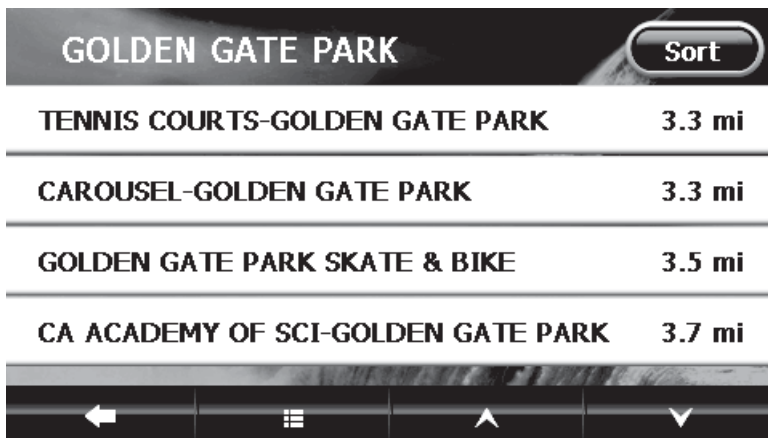 GOLDEN GATE PARK Sort
TENNIS COURTS-GOLDEN GATE PARK 3.3 mi
CAROUSEL-GOLDEN GATE PARK 3.3 mi
GOLDEN GATE PARK SKATE & BIKE 3.5 mi
CA ACADEMY OF SCI-GOLDEN GATE PARK 3.7 mi